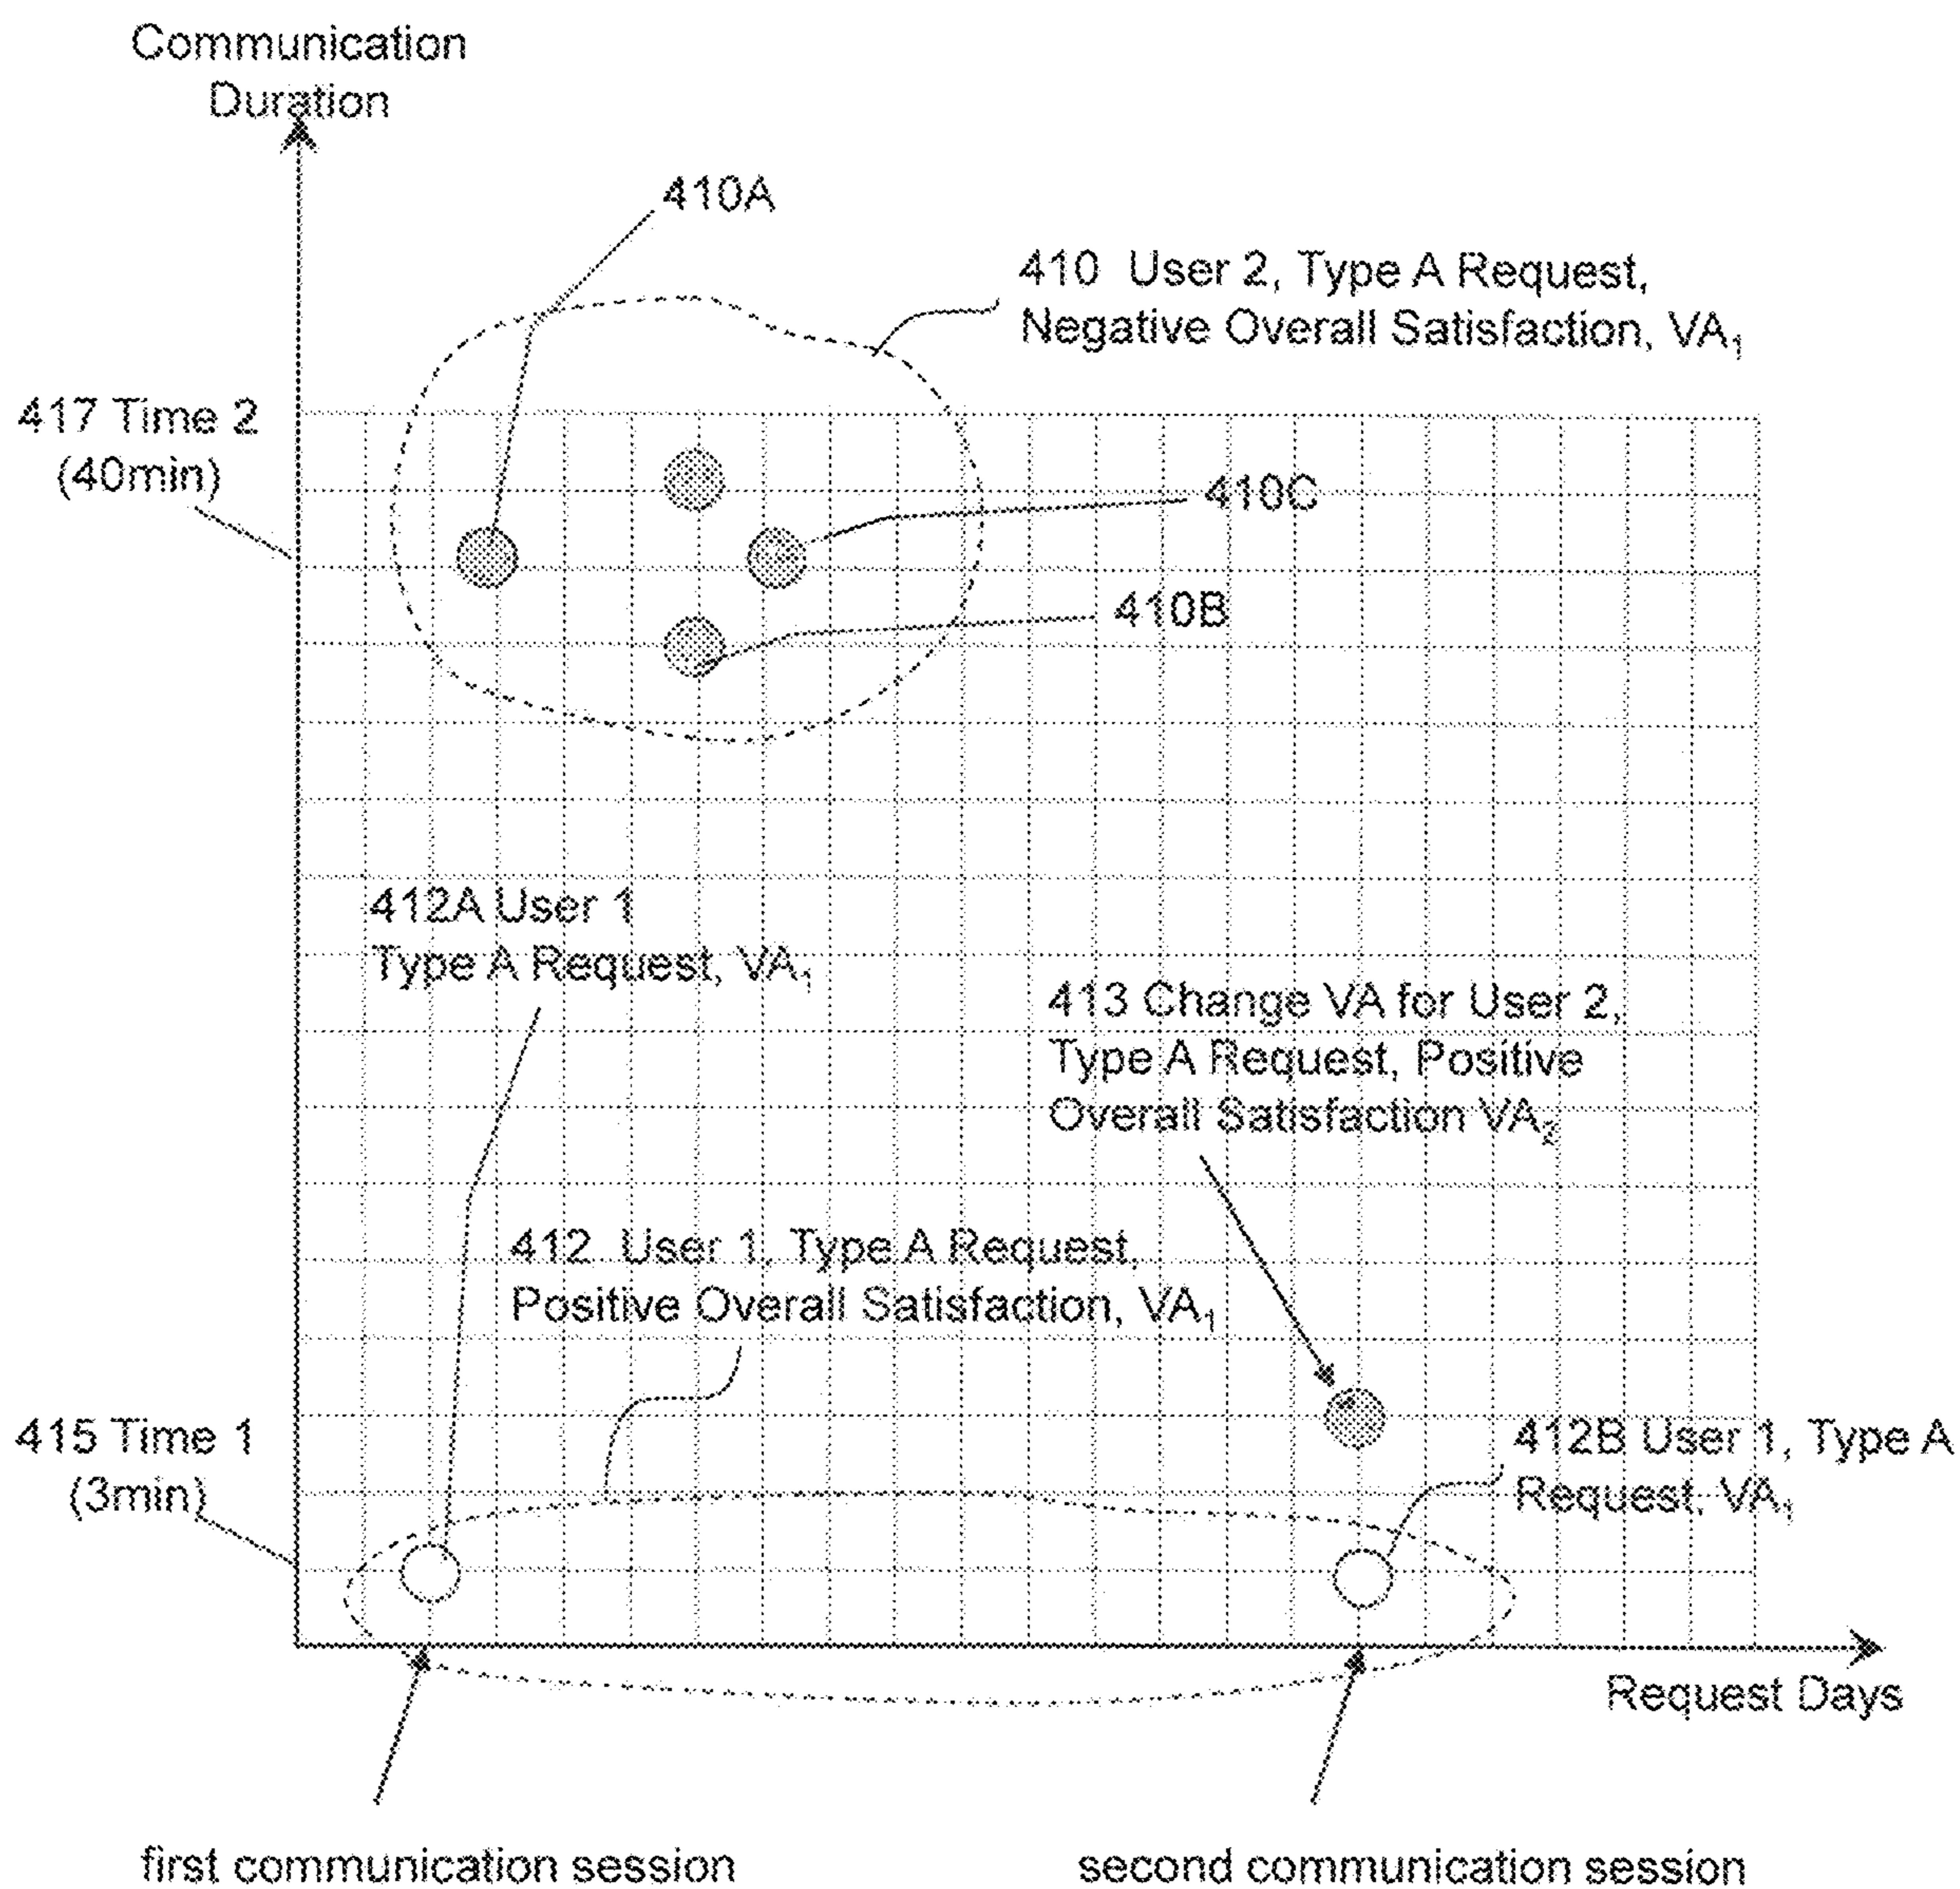 Communication
Duration
410A
410 User 2, Type A Request,
Negative Overall Satisfaction, VA₁
417 Time 2
(40min)
410C
410B
412A User 1
Type A Request, VA₁
413 Change VA for User 2,
Type A Request, Positive
Overall Satisfaction VA₂
412 User 1, Type A Request,
Positive Overall Satisfaction, VA₁
415 Time 1
(3min)
412B User 1, Type A
Request, VA₁
Request Days
first communication session
second communication session